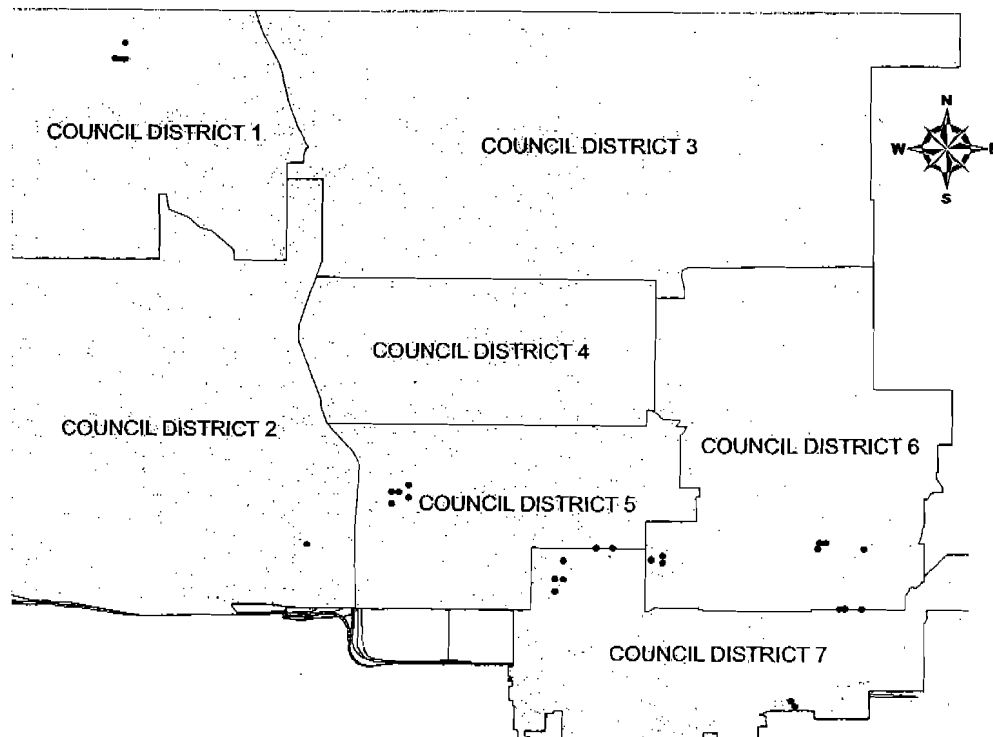 COUNCIL DISTRICT 1
COUNCIL DISTRICT 3
N
W
S
COUNCIL DISTRICT 4
COUNCIL DISTRICT 2
COUNCIL DISTRICT 6
COUNCIL DISTRICT 5
COUNCIL DISTRICT 7